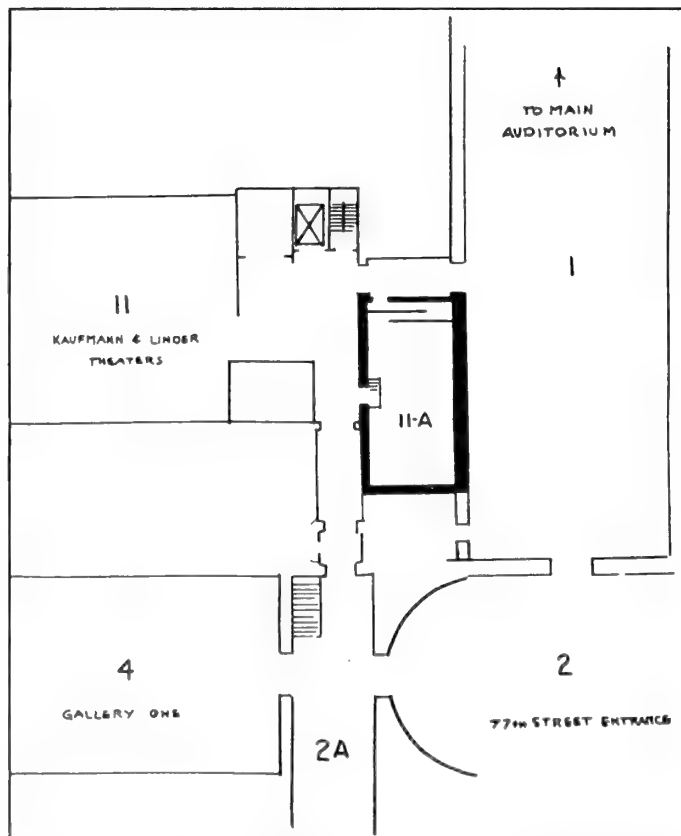 ↑
TO MAIN
AUDITORIUM
1
11
KAUFMANN & LINDER
THEATERS
11-A
4
GALLERY ONE
2
77TH STREET ENTRANCE
2A